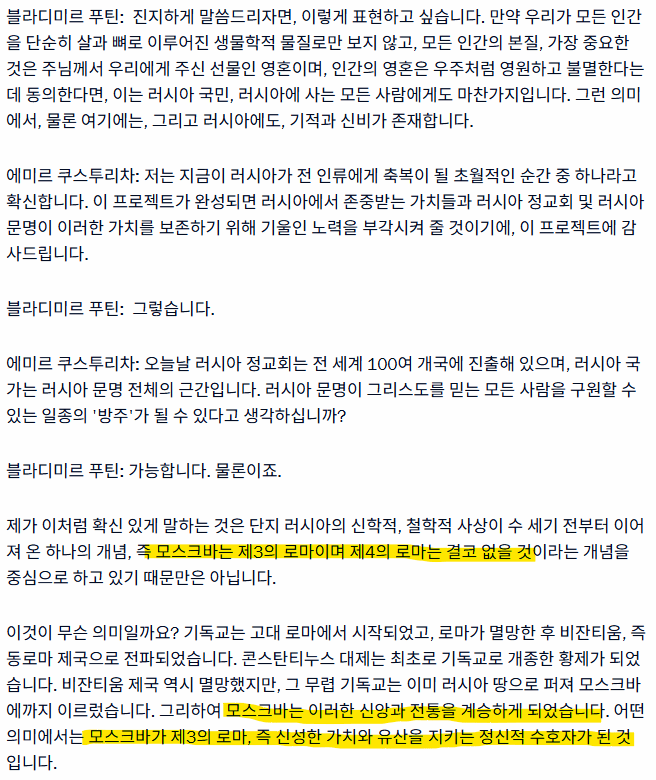 블라디미르 푸틴:  진지하게 말씀드리자면, 이렇게 표현하고 싶습니다. 만약 우리가 모든 인간
을 단순히 살과 뼈로 이루어진 생물학적 물질로만 보지 않고, 모든 인간의 본질, 가장 중요한
것은 주님께서 우리에게 주신 선물인 영혼이며, 인간의 영혼은 우주처럼 영원하고 불멸한다는
데 동의한다면, 이는 러시아 국민, 러시아에 사는 모든 사람에게도 마찬가지입니다. 그런 의미
에서, 물론 여기에는, 그리고 러시아에도, 기적과 신비가 존재합니다.
에미르 쿠스투리차: 저는 지금이 러시아가 전 인류에게 축복이 될 초월적인 순간 중 하나라고
확신합니다. 이 프로젝트가 완성되면 러시아에서 존중받는 가치들과 러시아 정교회 및 러시아
문명이 이러한 가치를 보존하기 위해 기울인 노력을 부각시켜 줄 것이기에, 이 프로젝트에 감
사드립니다.
블라디미르 푸틴:  그렇습니다.
에미르 쿠스투리차: 오늘날 러시아 정교회는 전 세계 100여 개국에 진출해 있으며, 러시아 국
가는 러시아 문명 전체의 근간입니다. 러시아 문명이 그리스도를 믿는 모든 사람을 구원할 수
있는 일종의 '방주'가 될 수 있다고 생각하십니까?
블라디미르 푸틴: 가능합니다. 물론이죠.
제가 이처럼 확신 있게 말하는 것은 단지 러시아의 신학적, 철학적 사상이 수 세기 전부터 이어
져 온 하나의 개념, 즉 모스크바는 제3의 로마이며 제4의 로마는 결코 없을 것이라는 개념을
중심으로 하고 있기 때문만은 아닙니다.
이것이 무슨 의미일까요? 기독교는 고대 로마에서 시작되었고, 로마가 멸망한 후 비잔티움, 즉
동로마 제국으로 전파되었습니다. 콘스탄티누스 대제는 최초로 기독교로 개종한 황제가 되었
습니다. 비잔티움 제국 역시 멸망했지만, 그 무렵 기독교는 이미 러시아 땅으로 퍼져 모스크바
에까지 이르렀습니다. 그리하여 모스크바는 이러한 신앙과 전통을 계승하게 되었습니다. 어떤
의미에서는 모스크바가 제3의 로마, 즉 신성한 가치와 유산을 지키는 정신적 수호자가 된 것
입니다.